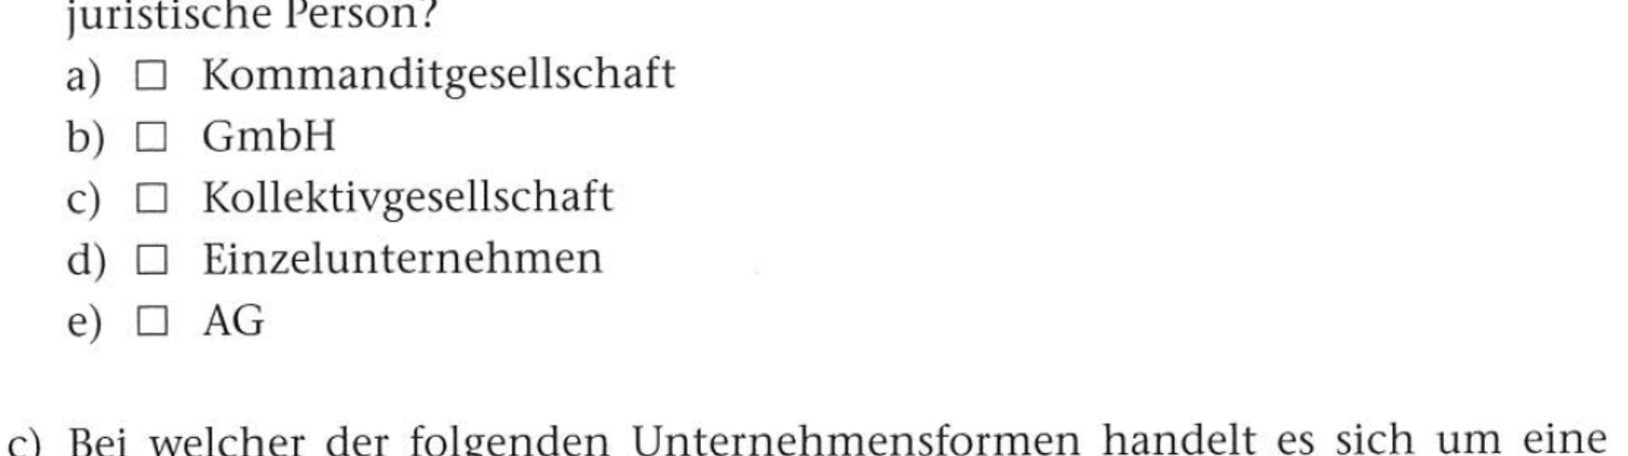 juristische Person?
a) □ Kommanditgesellschaft
b) □ GmbH
c) □ Kollektivgesellschaft
d) □ Einzelunternehmen
e) □ AG
c) Bei welcher der folgenden Unternehmensformen handelt es sich um eine